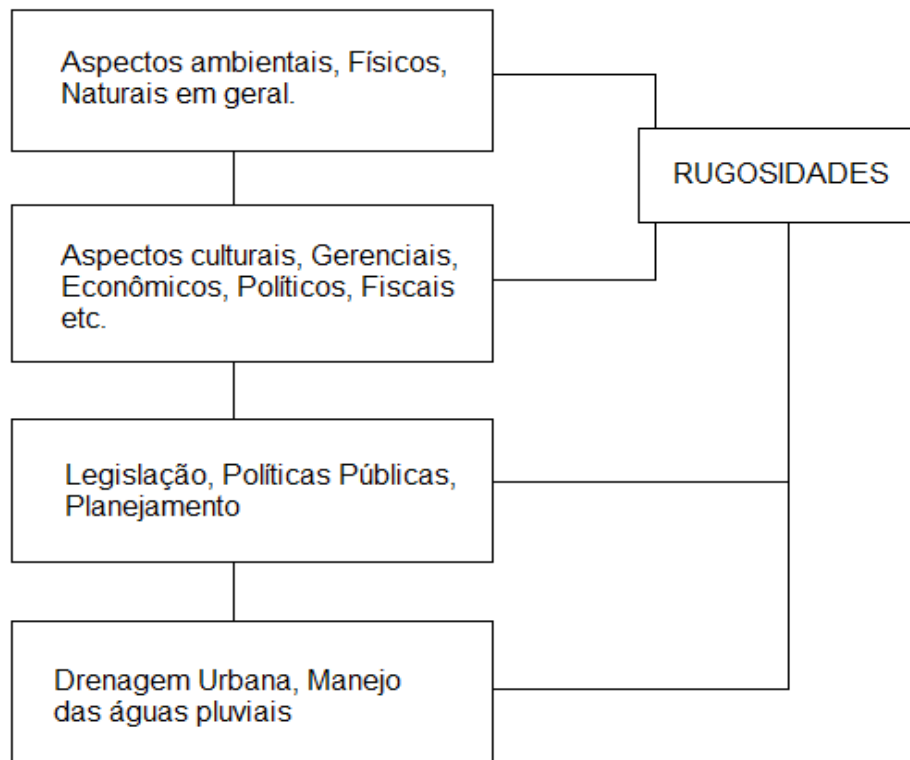 Aspectos ambientais, Físicos,
Naturais em geral.
RUGOSIDADES
Aspectos culturais, Gerenciais,
Econômicos, Políticos, Fiscais
etc.
Legislação, Políticas Públicas,
Planejamento
Drenagem Urbana, Manejo
das águas pluviais